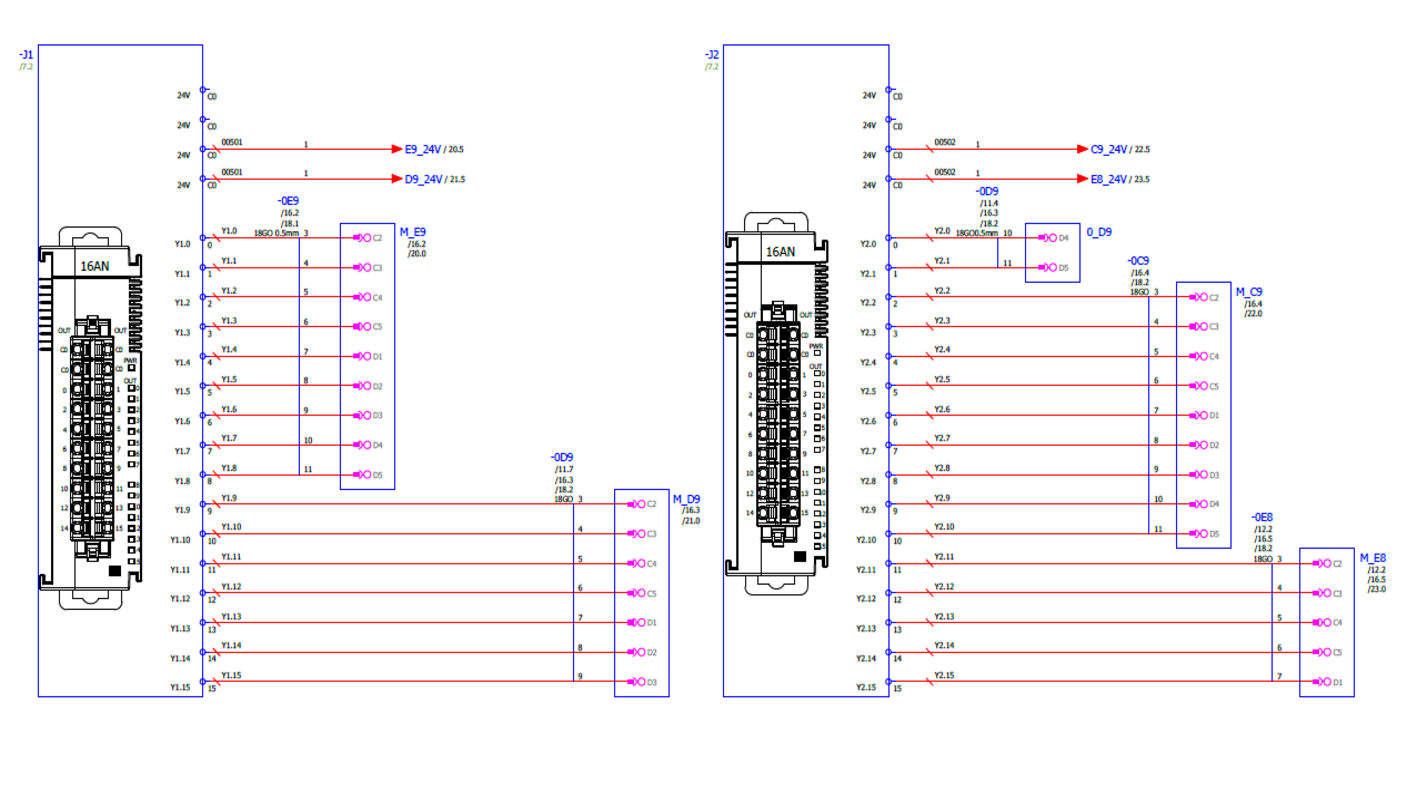 -J1
/7.2
24V C0
24V C0
00501 1 E9_24V / 20.5
24V C0
00501 1 D9_24V / 21.5
24V C0
-0E9
/16.2
/18.1
18GO 0.5mm
M_E9
/16.2
/20.0
Y1.0 0 Y1.0 3 C2
Y1.1 1 Y1.1 4 C3
Y1.2 2 Y1.2 5 C4
Y1.3 3 Y1.3 6 C5
Y1.4 4 Y1.4 7 D1
Y1.5 5 Y1.5 8 D2
Y1.6 6 Y1.6 9 D3
Y1.7 7 Y1.7 10 D4
Y1.8 8 Y1.8 11 D5
-0D9
/11.7
/16.3
/18.2
18GO
M_D9
/16.3
/21.0
Y1.9 9 Y1.9 3 C2
Y1.10 10 Y1.10 4 C3
Y1.11 11 Y1.11 5 C4
Y1.12 12 Y1.12 6 C5
Y1.13 13 Y1.13 7 D1
Y1.14 14 Y1.14 8 D2
Y1.15 15 Y1.15 9 D3
16AN
OUT OUT
C0 C0
PWR
C0 C0
OUT
0 1
2 3
4 5
6 7
8 9
10 11
12 13
14 15
-J2
/7.2
24V C0
24V C0
00502 1 C9_24V / 22.5
24V C0
00502 1 E8_24V / 23.5
24V C0
-0D9
/11.4
/16.3
/18.2
18GO0.5mm
0_D9
Y2.0 0 Y2.0 10 D4
Y2.1 1 Y2.1 11 D5
-0C9
/16.4
/18.2
18GO
M_C9
/16.4
/22.0
Y2.2 2 Y2.2 3 C2
Y2.3 3 Y2.3 4 C3
Y2.4 4 Y2.4 5 C4
Y2.5 5 Y2.5 6 C5
Y2.6 6 Y2.6 7 D1
Y2.7 7 Y2.7 8 D2
Y2.8 8 Y2.8 9 D3
Y2.9 9 Y2.9 10 D4
Y2.10 10 Y2.10 11 D5
-0E8
/12.2
/16.5
/18.2
18GO
M_E8
/12.2
/16.5
/23.0
Y2.11 11 Y2.11 3 C2
Y2.12 12 Y2.12 4 C3
Y2.13 13 Y2.13 5 C4
Y2.14 14 Y2.14 6 C5
Y2.15 15 Y2.15 7 D1
16AN
OUT OUT
C0 C0
PWR
C0 C0
OUT
0 1
2 3
4 5
6 7
8 9
10 11
12 13
14 15